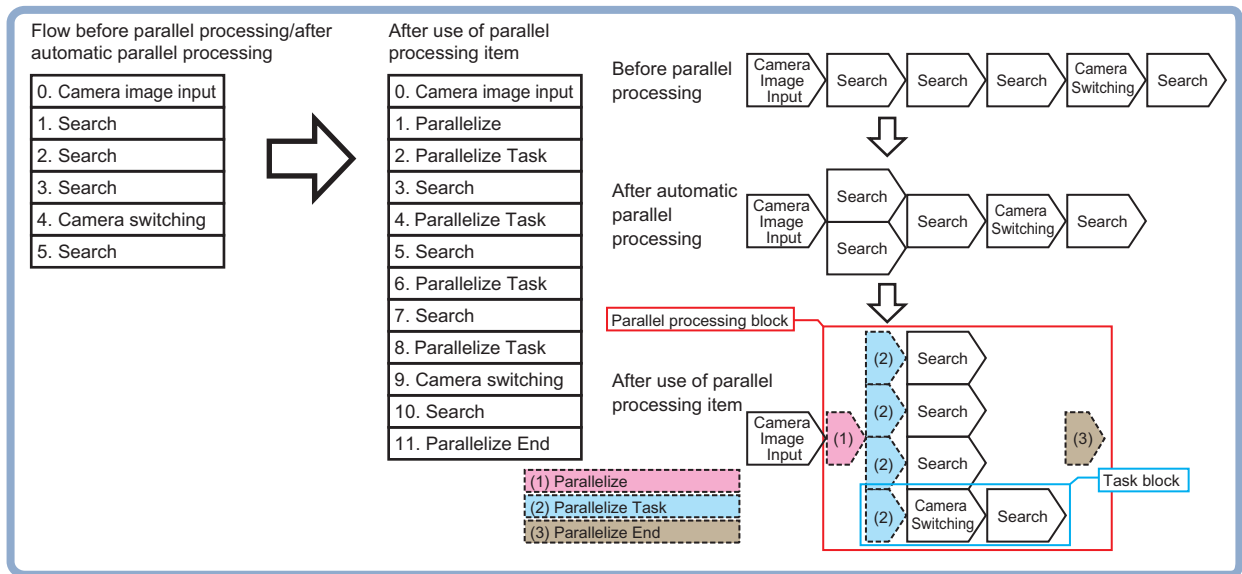 Flow before parallel processing/after
automatic parallel processing
0. Camera image input
1. Search
2. Search
3. Search
4. Camera switching
5. Search
After use of parallel
processing item
0. Camera image input
1. Parallelize
2. Parallelize Task
3. Search
4. Parallelize Task
5. Search
6. Parallelize Task
7. Search
8. Parallelize Task
9. Camera switching
10. Search
11. Parallelize End
Before parallel
processing
Camera
Image
Input
Search
Search
Search
Camera
Switching
Search
After automatic
parallel
processing
Camera
Image
Input
Search
Search
Search
Camera
Switching
Search
Parallel processing block
After use of parallel
processing item
Camera
Image
Input
(1)
(2)
Search
(2)
Search
(2)
Search
(2)
Camera
Switching
Search
(3)
Task block
(1) Parallelize
(2) Parallelize Task
(3) Parallelize End